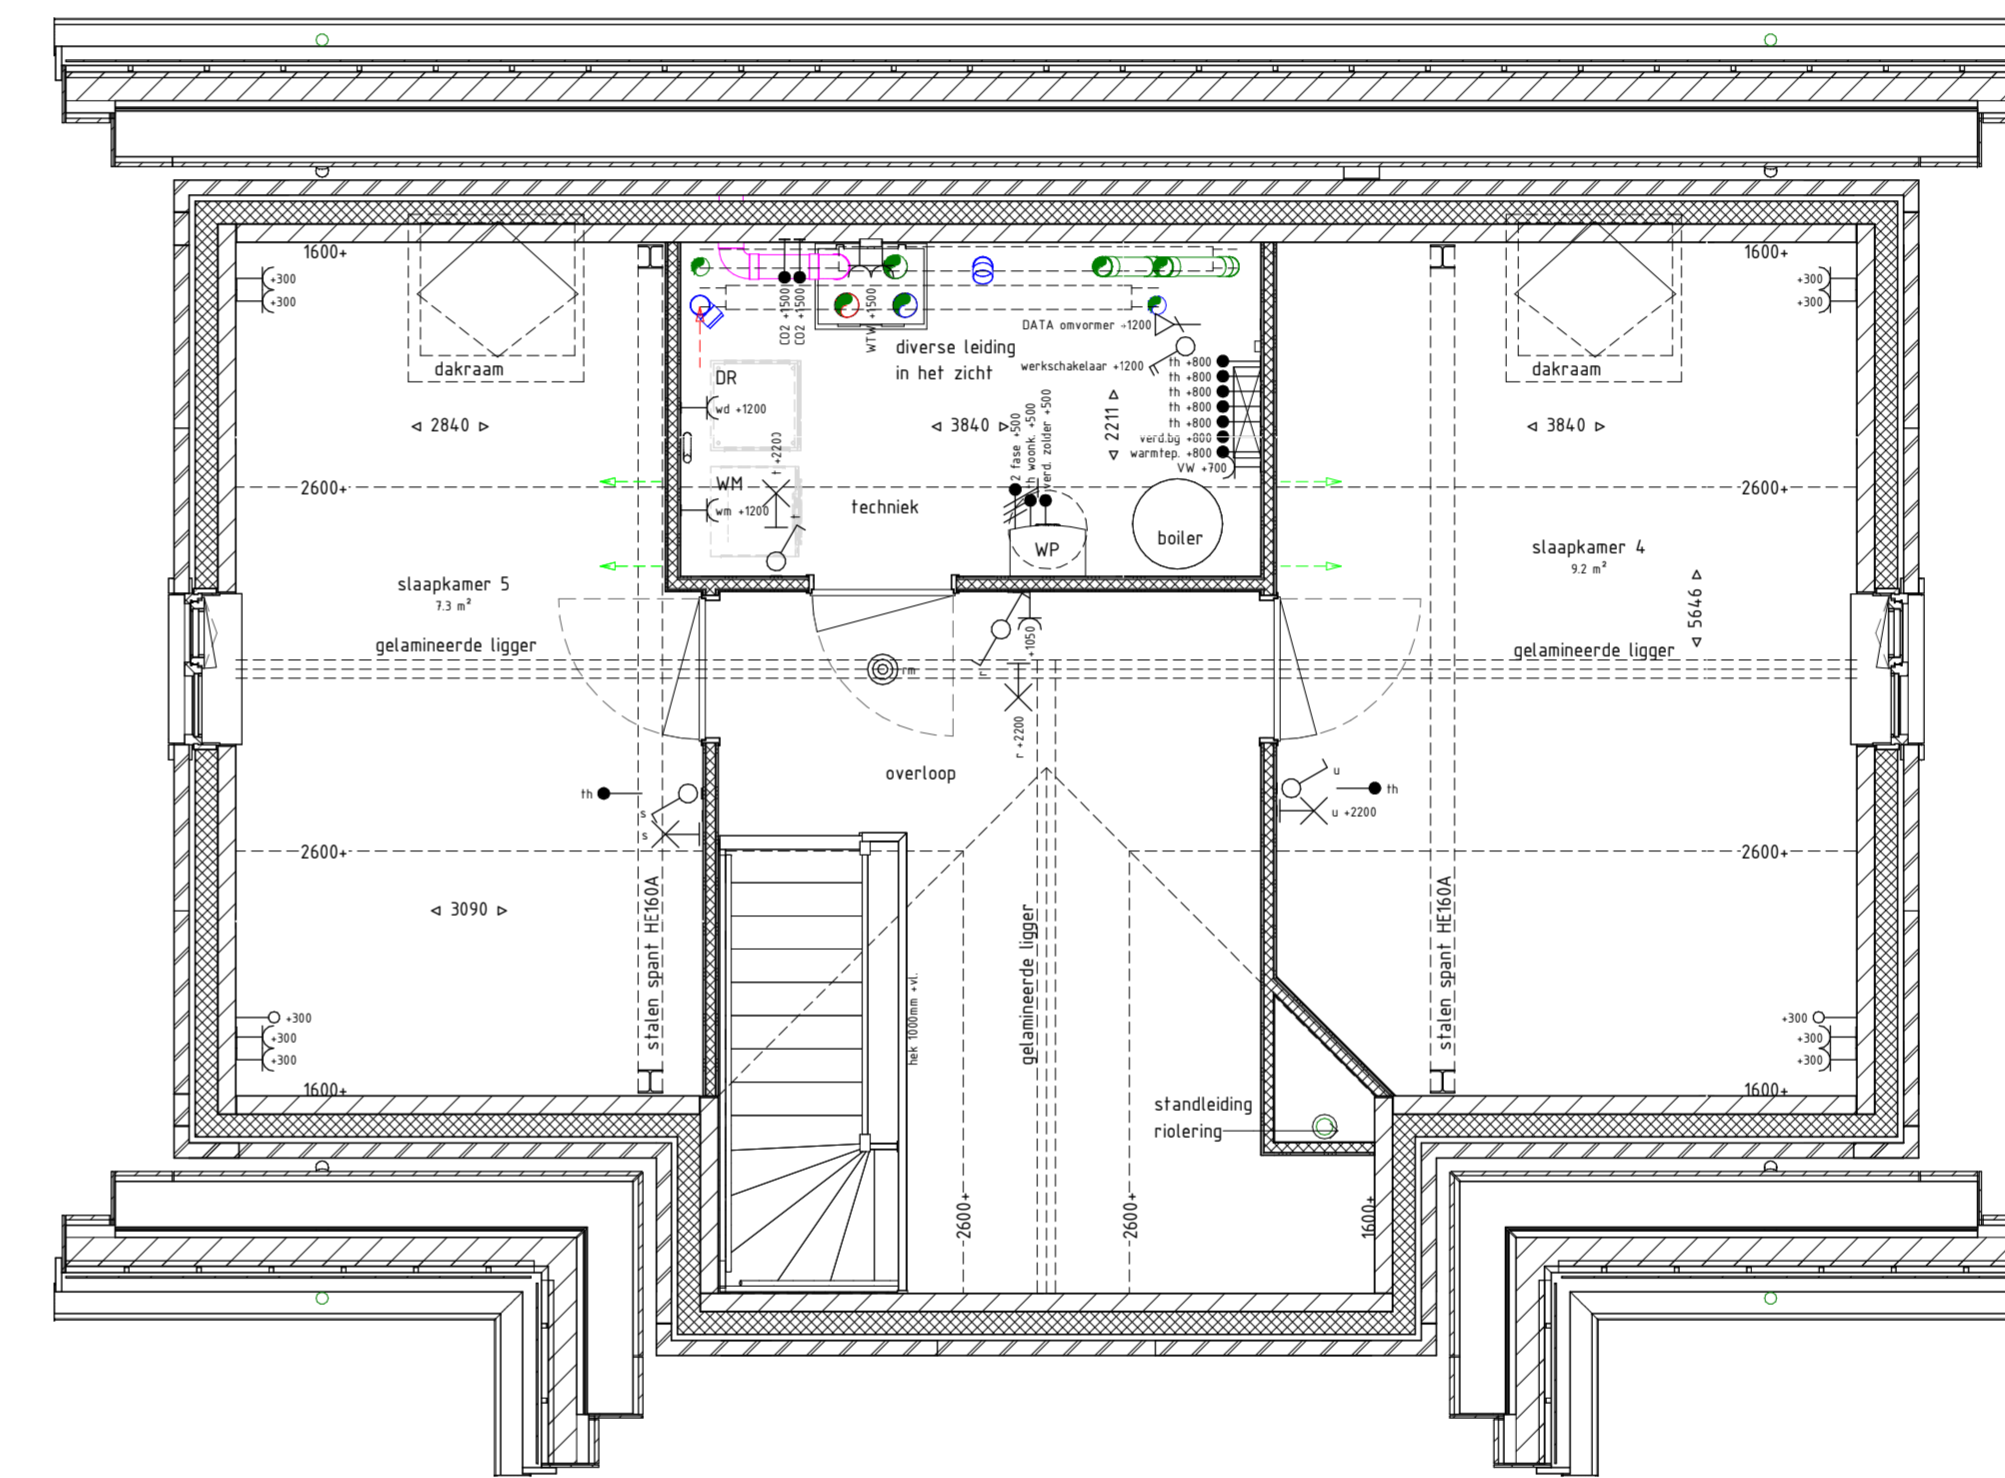 1600+
1600+
+300
+300
+300
+300
CO2 +1500
CO2 +1500
WTW +1500
DATA omvormer +1200
diverse leiding
in het zicht
werkschakelaar +1200
dakraam
dakraam
DR
wd +1200
th +800
th +800
th +800
th +800
th +800
verd.bg +800
warmtep. +800
VW +700
2840
3840
2211
3840
t +2200
2 fase +500
th woonk. +500
verd. zolder +500
2600+
2600+
WM
wm +1200
t
techniek
WP
boiler
slaapkamer 5
7.3 m²
slaapkamer 4
9.2 m²
5646
gelamineerde ligger
gelamineerde ligger
rm
r
+1050
r +2200
overloop
th
s
s
u
th
u +2200
2600+
2600+
3090
stalen spant HE160A
hek 1000mm +vl.
gelamineerde ligger
stalen spant HE160A
+300
+300
+300
+300
+300
+300
1600+
1600+
standleiding
riolering
2600+
2600+
1600+